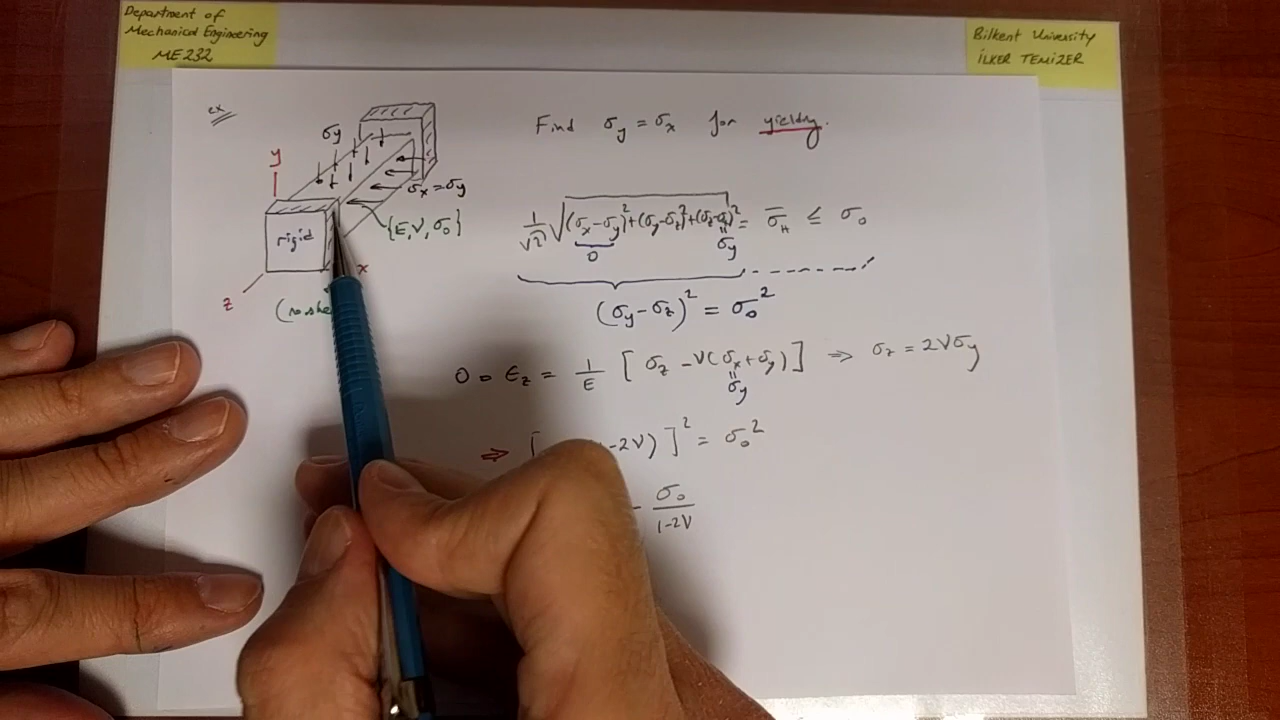 Department of
Mechanical Engineering
ME232
Bilkent University
İLKER TEMİZER
ex
Find σy = σx for yielding.
σy
y
σx = σy
{E, ν, σ₀}
rigid
x
z
1/√2 √((σx-σy)²+(σy-σz)²+(σz-σx)²) = σ̄H ≤ σ₀
0
σy
(σy-σz)² = σ₀²
0 = εz = 1/E [σz - ν(σx+σy)] ⇒ σz = 2νσy
σy
⇒ [ -2ν)]² = σ₀²
- σ₀/(1-2ν)